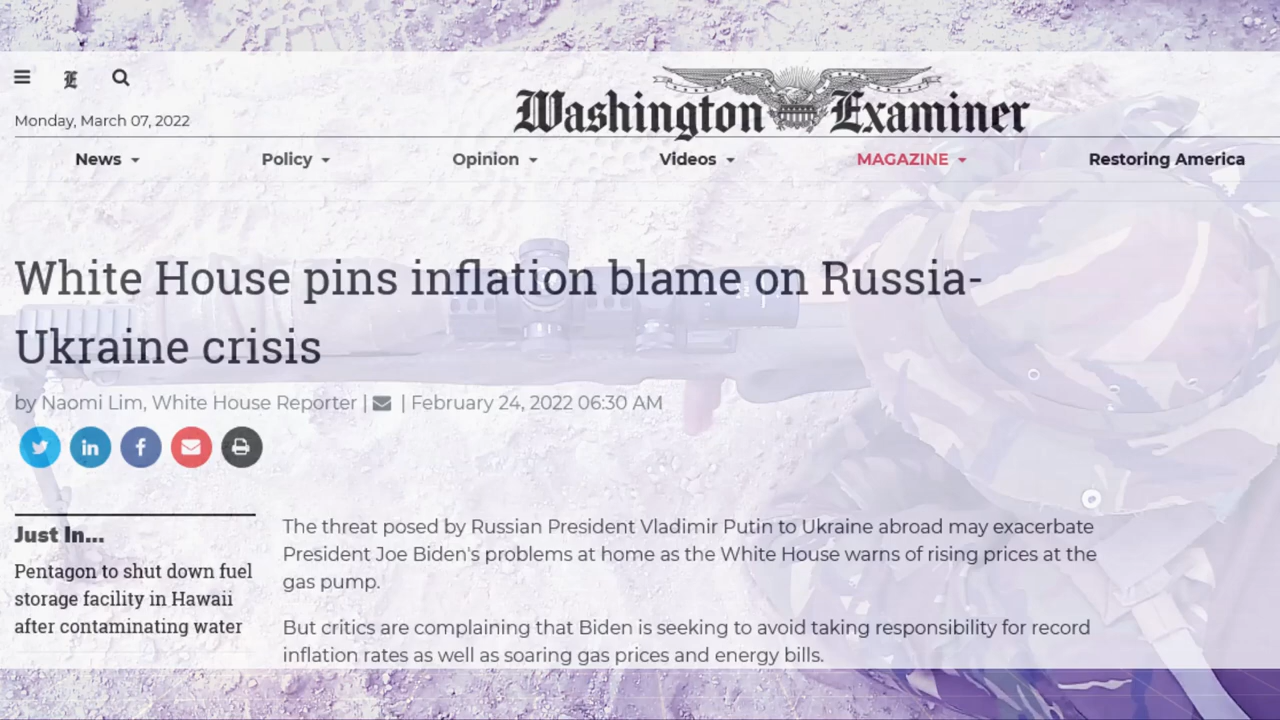 Monday, March 07, 2022
Washington Examiner
News
Policy
Opinion
Videos
MAGAZINE
Restoring America
White House pins inflation blame on Russia-
Ukraine crisis
by Naomi Lim, White House Reporter | | February 24, 2022 06:30 AM
Just In...
Pentagon to shut down fuel
storage facility in Hawaii
after contaminating water
The threat posed by Russian President Vladimir Putin to Ukraine abroad may exacerbate
President Joe Biden's problems at home as the White House warns of rising prices at the
gas pump.
But critics are complaining that Biden is seeking to avoid taking responsibility for record
inflation rates as well as soaring gas prices and energy bills.